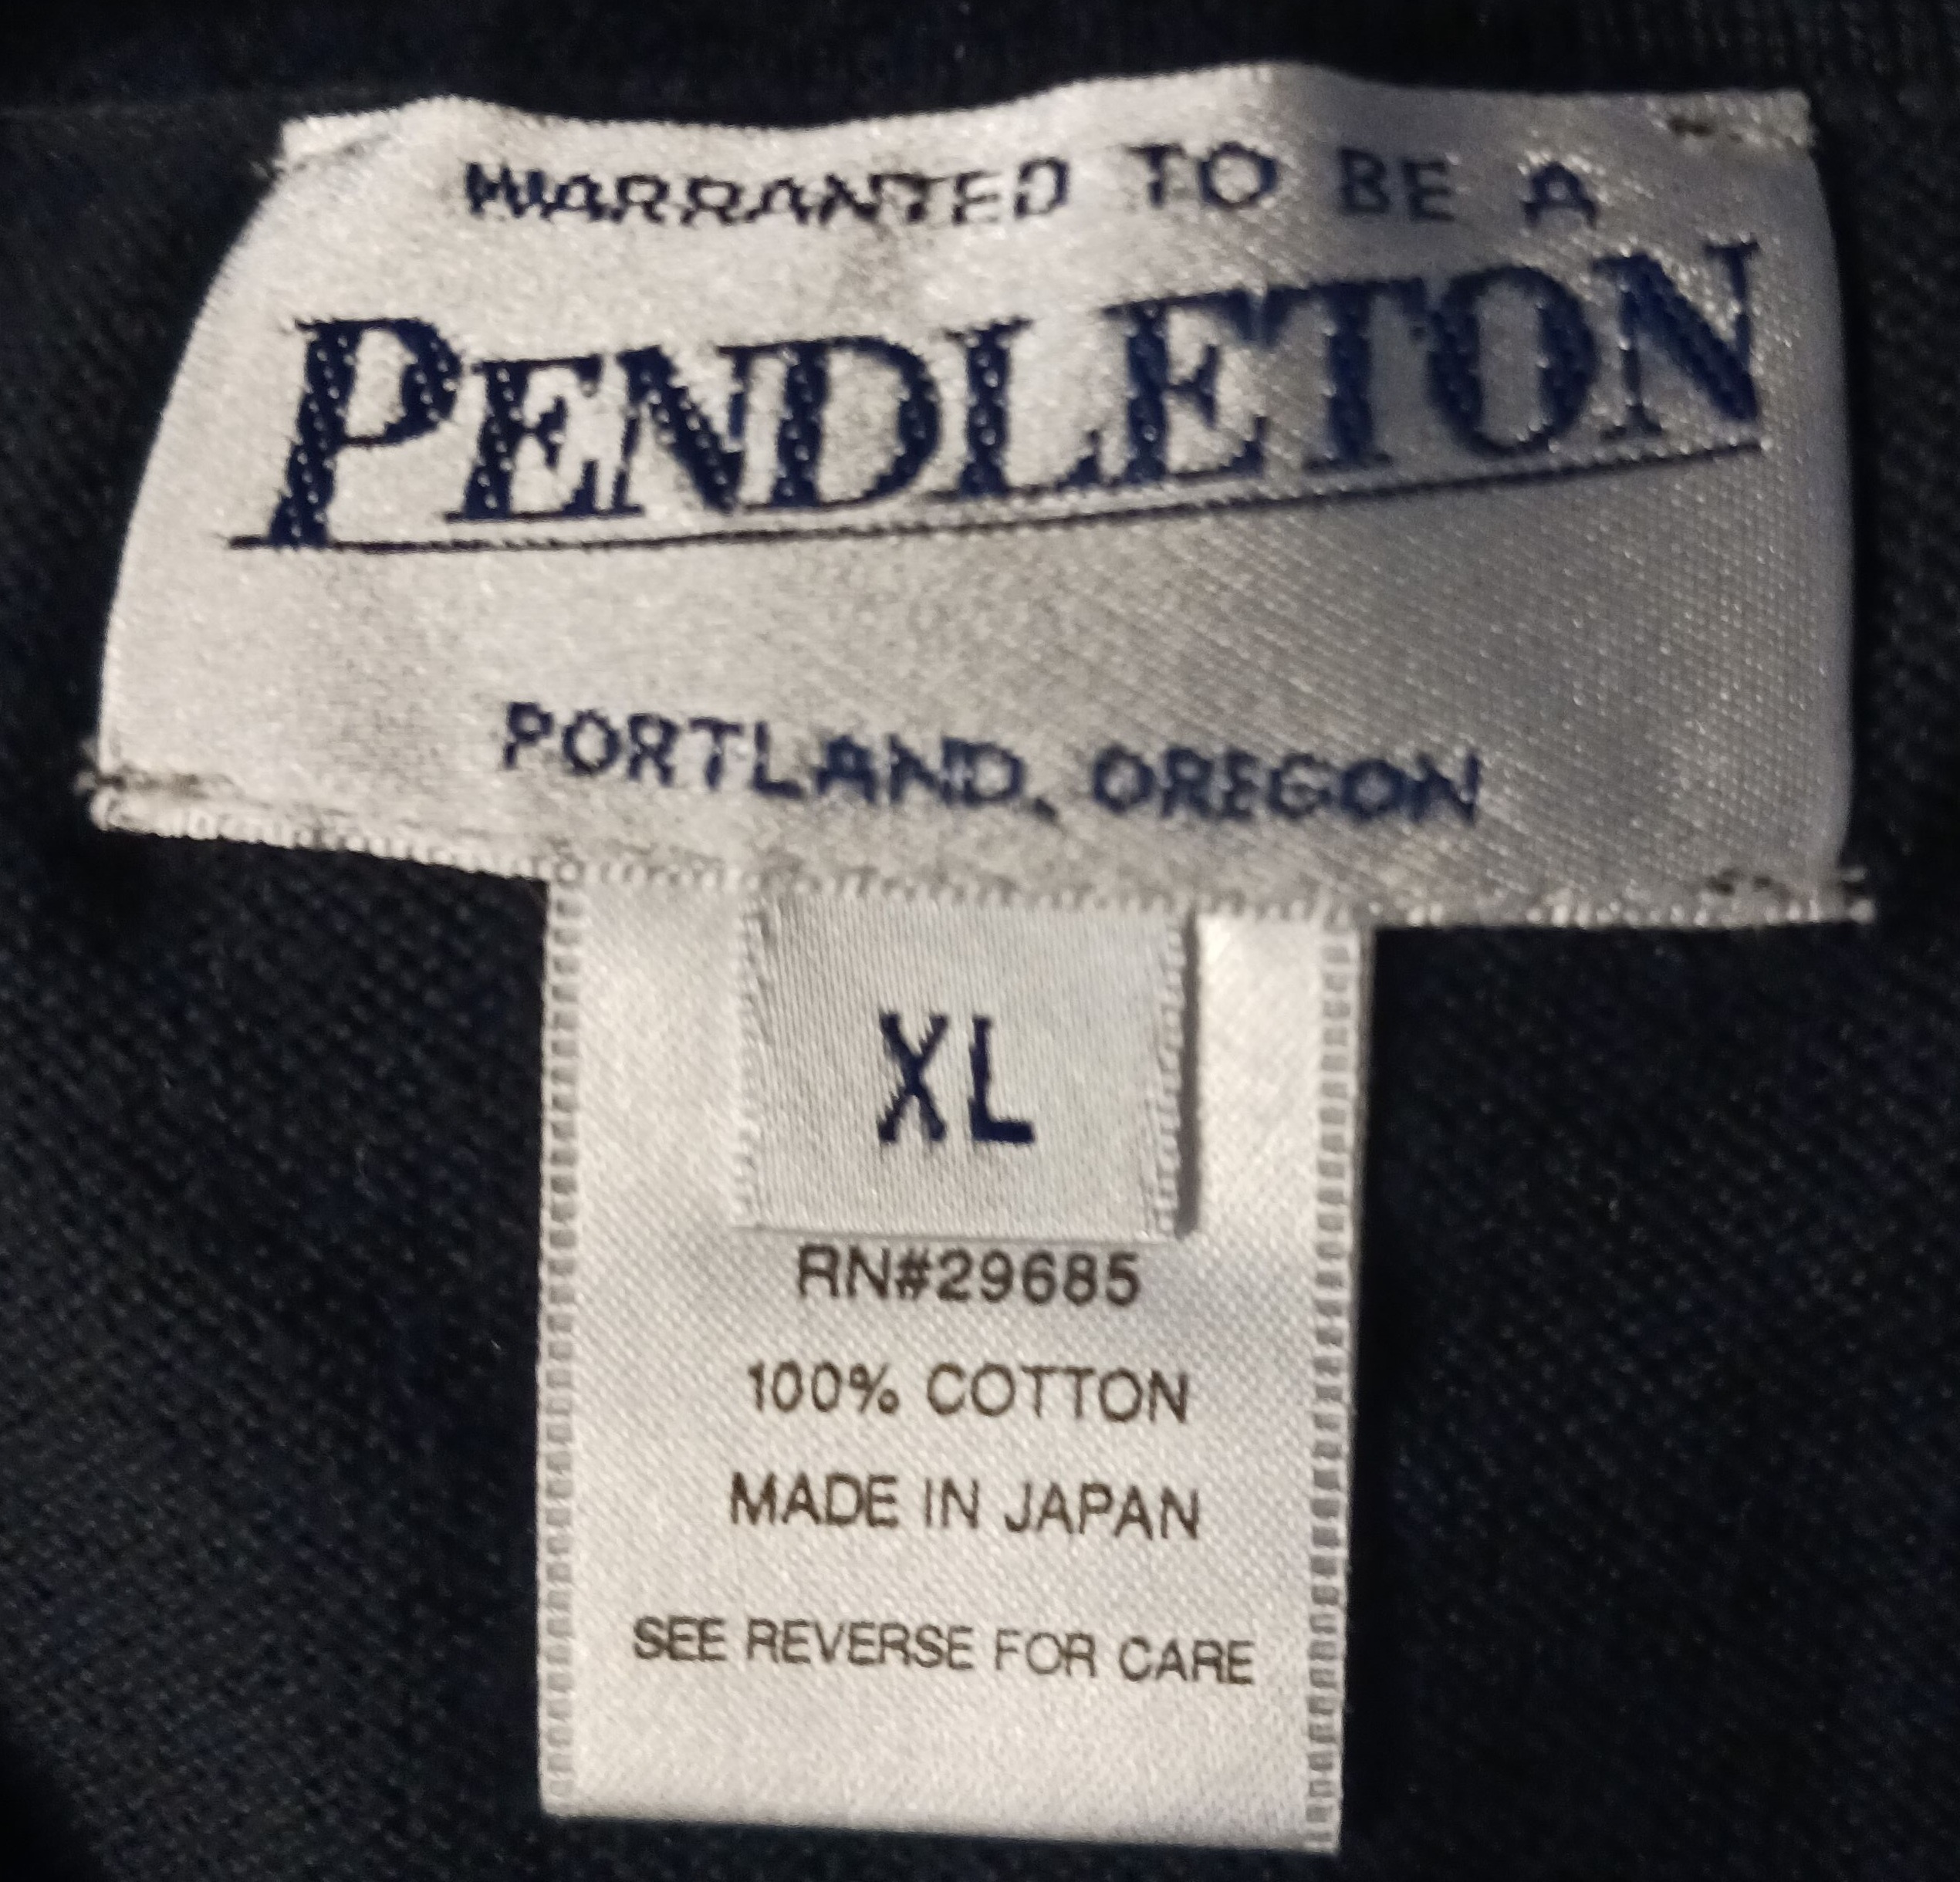 WARRANTED TO BE A
PENDLETON
PORTLAND, OREGON
XL
RN#29685
100% COTTON
MADE IN JAPAN
SEE REVERSE FOR CARE